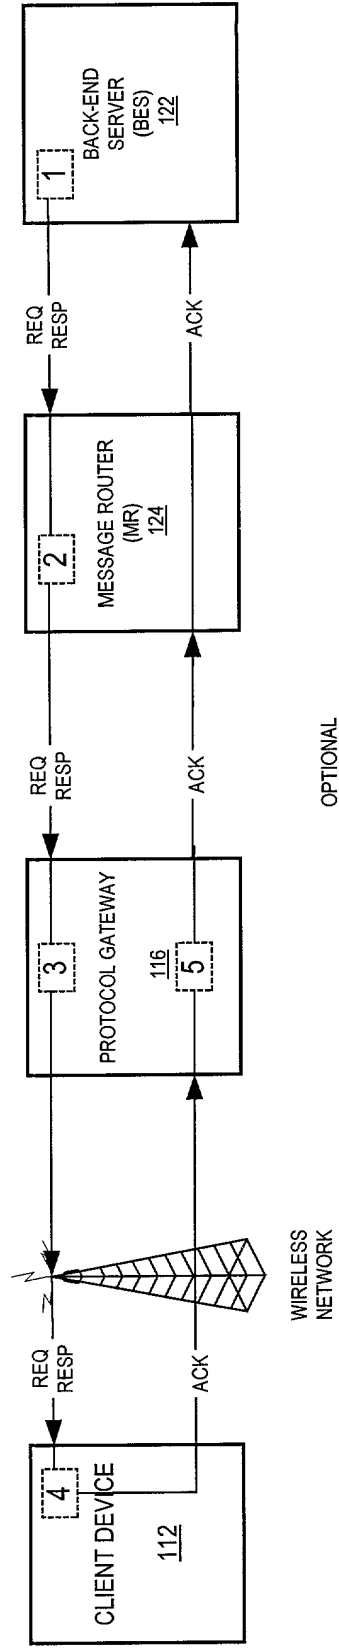 1
BACK-END
SERVER
(BES)
122
REQ
RESP
ACK
2
MESSAGE ROUTER
(MR)
124
REQ
RESP
ACK
OPTIONAL
3
PROTOCOL GATEWAY
116
5
WIRELESS
NETWORK
REQ
RESP
ACK
4
CLIENT DEVICE
112